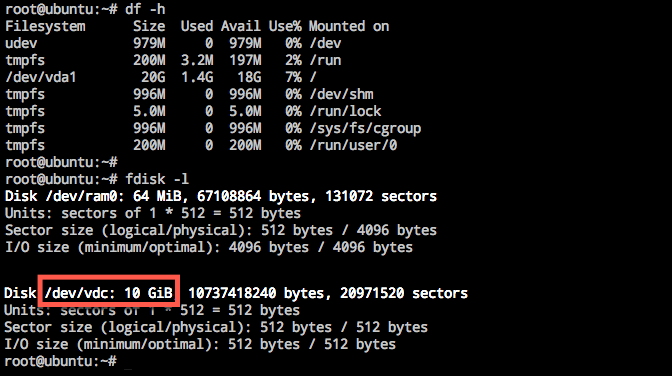 root@ubuntu:~# df -h
Filesystem      Size  Used Avail Use% Mounted on
udev            979M     0  979M   0% /dev
tmpfs           200M  3.2M  197M   2% /run
/dev/vda1        20G  1.4G   18G   7% /
tmpfs           996M     0  996M   0% /dev/shm
tmpfs           5.0M     0  5.0M   0% /run/lock
tmpfs           996M     0  996M   0% /sys/fs/cgroup
tmpfs           200M     0  200M   0% /run/user/0
root@ubuntu:~#
root@ubuntu:~# fdisk -l
Disk /dev/ram0: 64 MiB, 67108864 bytes, 131072 sectors
Units: sectors of 1 * 512 = 512 bytes
Sector size (logical/physical): 512 bytes / 4096 bytes
I/O size (minimum/optimal): 4096 bytes / 4096 bytes
Disk /dev/vdc: 10 GiB 10737418240 bytes, 20971520 sectors
Units: sectors of 1 * 512 = 512 bytes
Sector size (logical/physical): 512 bytes / 512 bytes
I/O size (minimum/optimal): 512 bytes / 512 bytes
root@ubuntu:~# _